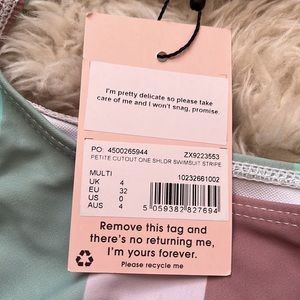 I'm pretty delicate so please take
care of me and I won't snag, promise.
PO: 4500265944 ZX9223553
PETITE CUTOUT ONE SHLDR SWIMSUIT STRIPE
MULTI 10232661002
UK 4
EU 32
US 0
AUS 4
5 059382 827694
Remove this tag and
there's no returning me,
I'm yours forever.
Please recycle me